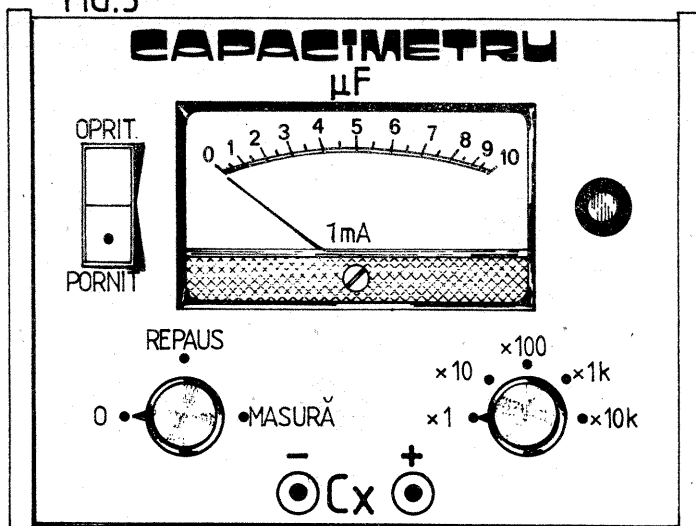 FIG.5
CAPACIMETRU
µF
OPRIT.
0 1 2 3 4 5 6 7 8 9 10
1mA
PORNIT
REPAUS
0 MASURĂ
×100
×10 ×1k
×1 ×10k
− Cx +